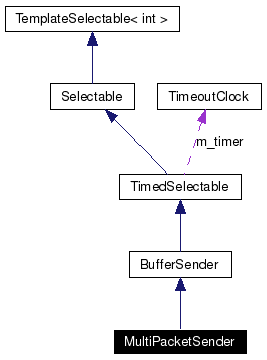 TemplateSelectable< int >
Selectable
TimeoutClock
m_timer
TimedSelectable
BufferSender
MultiPacketSender